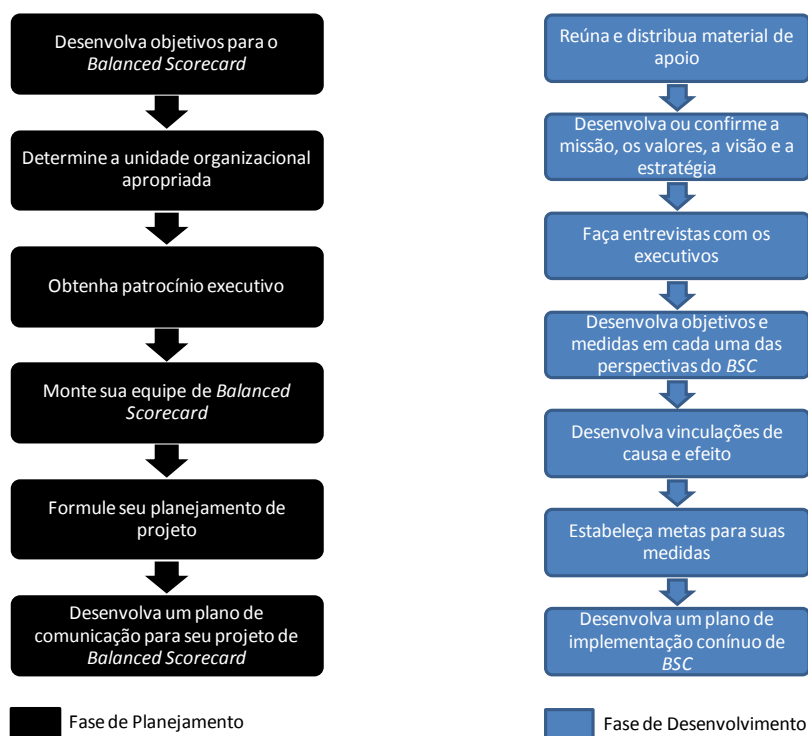 Desenvolva objetivos para o
Balanced Scorecard
Determine a unidade organizacional
apropriada
Obtenha patrocínio executivo
Monte sua equipe de Balanced
Scorecard
Formule seu planejamento de
projeto
Desenvolva um plano de
comunicação para seu projeto de
Balanced Scorecard
Fase de Planejamento
Reúna e distribua material de
apoio
Desenvolva ou confirme a
missão, os valores, a visão e a
estratégia
Faça entrevistas com os
executivos
Desenvolva objetivos e
medidas em cada uma das
perspectivas do BSC
Desenvolva vinculações de
causa e efeito
Estabeleça metas para suas
medidas
Desenvolva um plano de
implementação conínuo de
BSC
Fase de Desenvolvimento